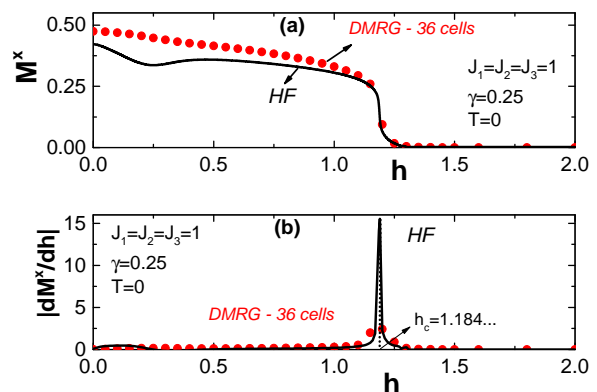 (a)
0.50
DMRG - 36 cells
M^x
J₁=J₂=J₃=1
0.25
HF
γ=0.25
T=0
0.00
0.0 0.5 1.0 h 1.5 2.0
(b)
15
J₁=J₂=J₃=1
HF
γ=0.25
|dM^x/dh|
10
T=0
5
DMRG - 36 cells
h_c=1.184...
0
0.0 0.5 1.0 h 1.5 2.0